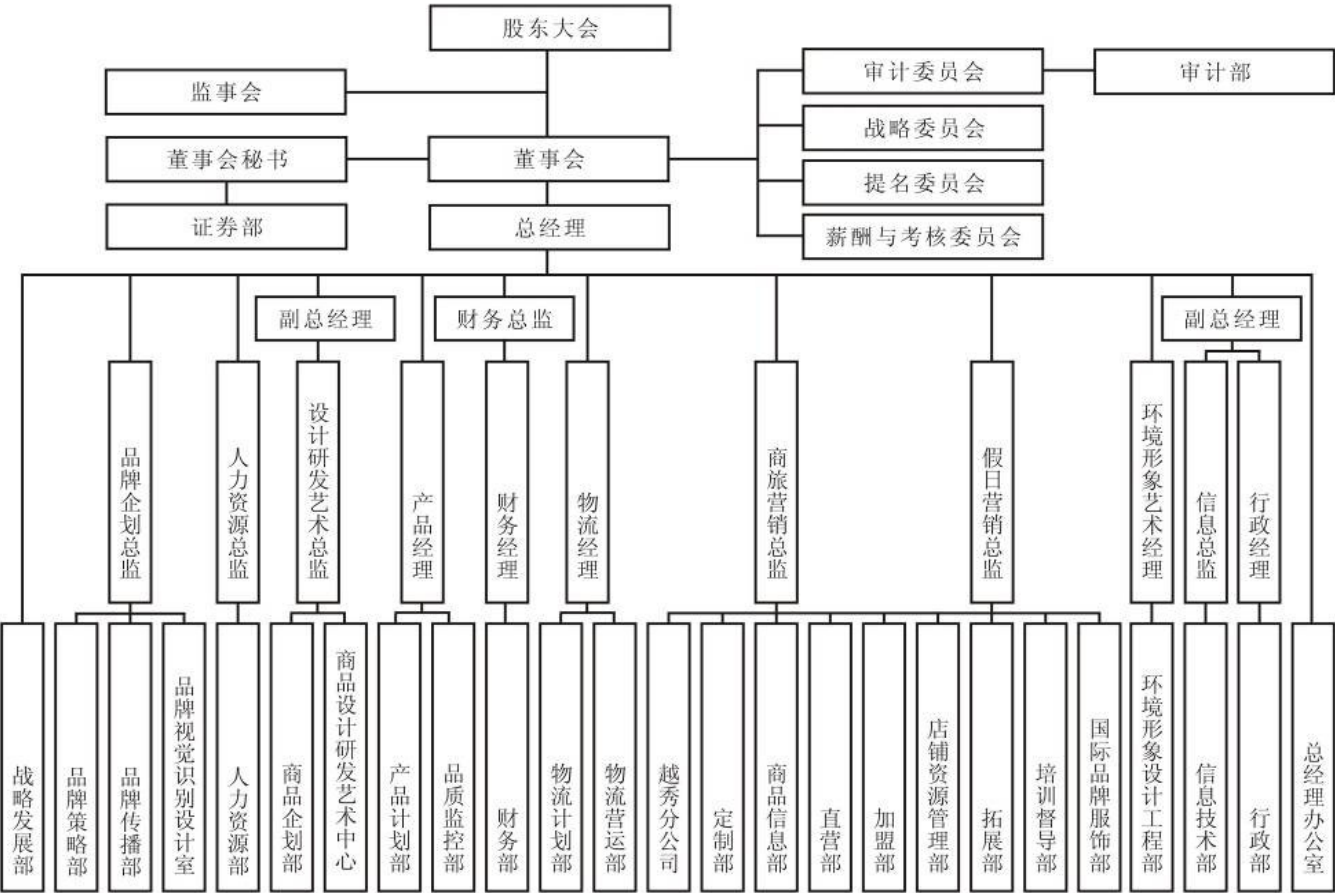 股东大会
监事会
审计委员会
审计部
战略委员会
董事会秘书
董事会
提名委员会
证券部
总经理
薪酬与考核委员会
副总经理
财务总监
副总经理
品牌企划总监
人力资源总监
设计研发艺术总监
产品经理
财务经理
物流经理
商旅营销总监
假日营销总监
环境形象艺术经理
信息总监
行政经理
战略发展部
品牌策略部
品牌传播部
品牌视觉识别设计室
人力资源部
商品企划部
商品设计研发艺术中心
产品计划部
品质监控部
财务部
物流计划部
物流营运部
越秀分公司
定制部
商品信息部
直营部
加盟部
店铺资源管理部
拓展部
培训督导部
国际品牌服饰部
环境形象设计工程部
信息技术部
行政部
总经理办公室